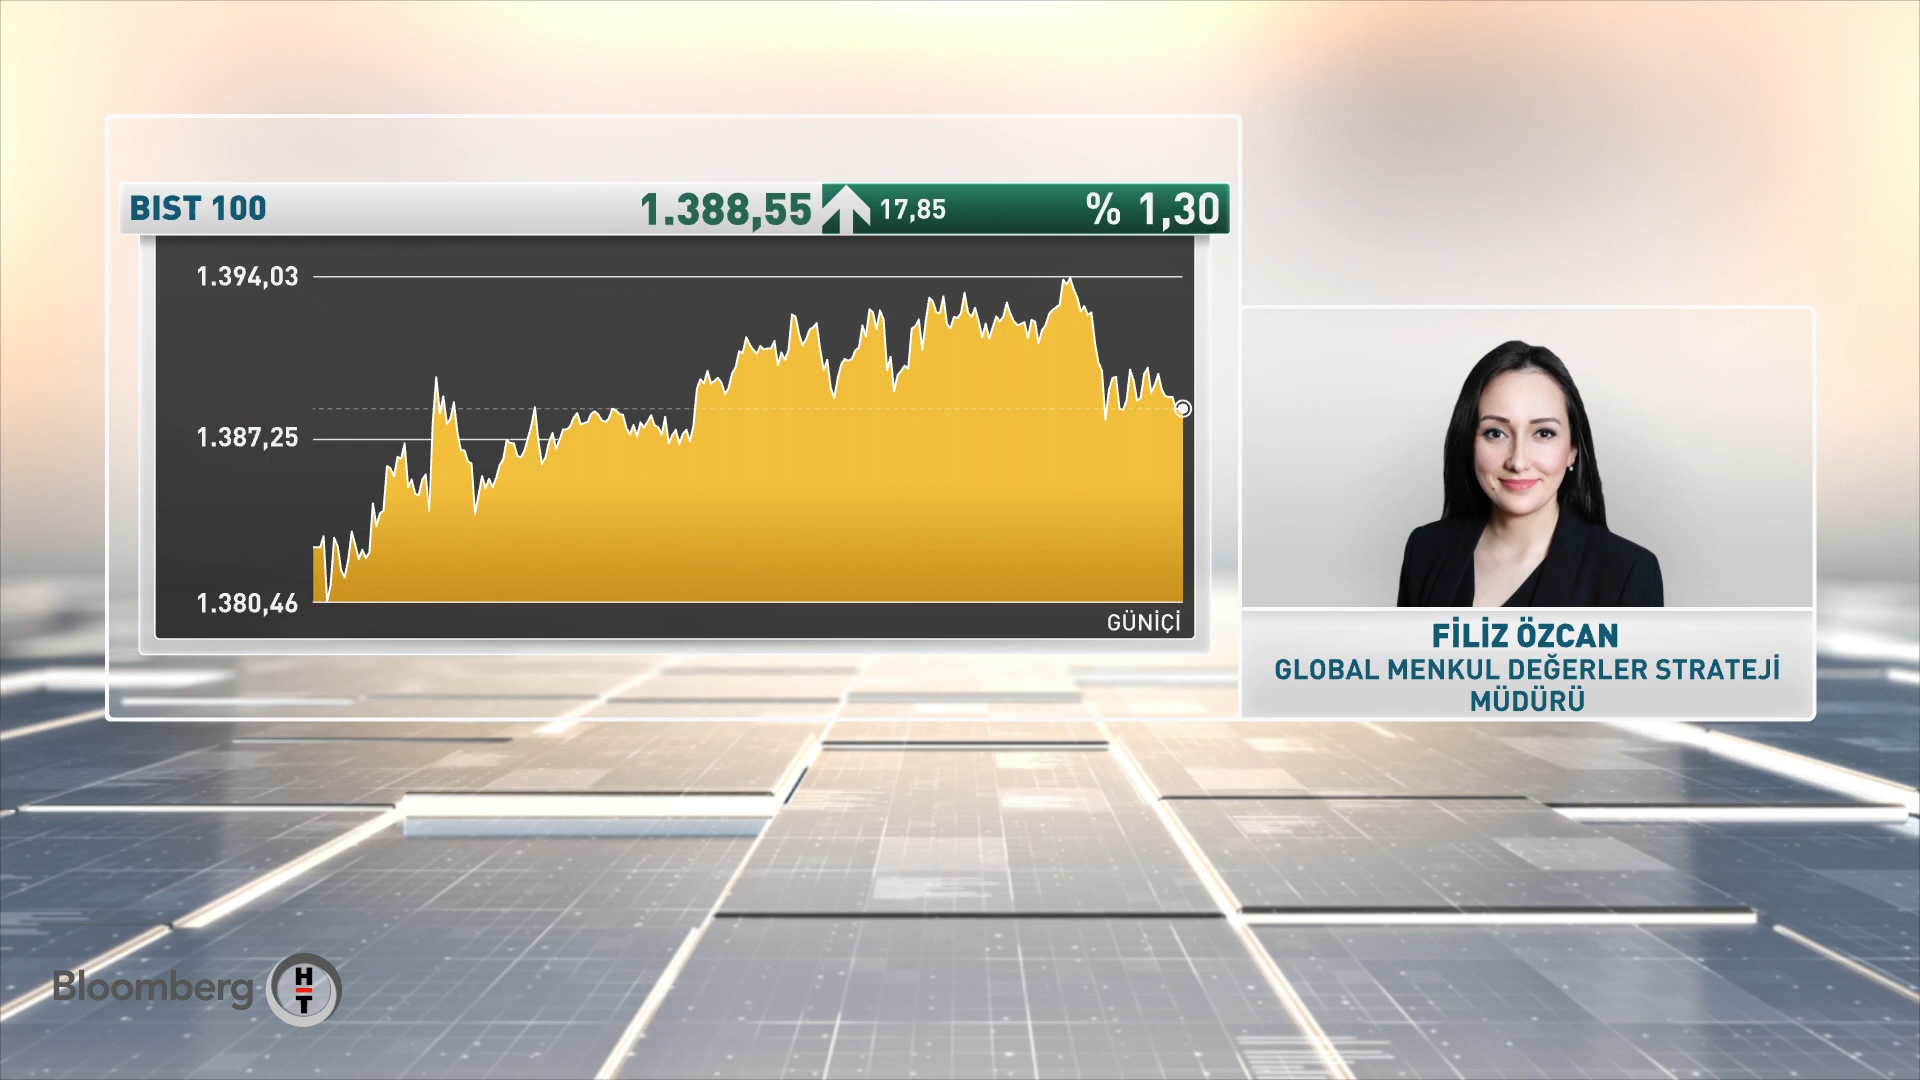 BIST 100 1.388,55 17,85 % 1,30
1.394,03
1.387,25
1.380,46
GÜNİÇİ
FİLİZ ÖZCAN
GLOBAL MENKUL DEĞERLER STRATEJİ
MÜDÜRÜ
Bloomberg HT